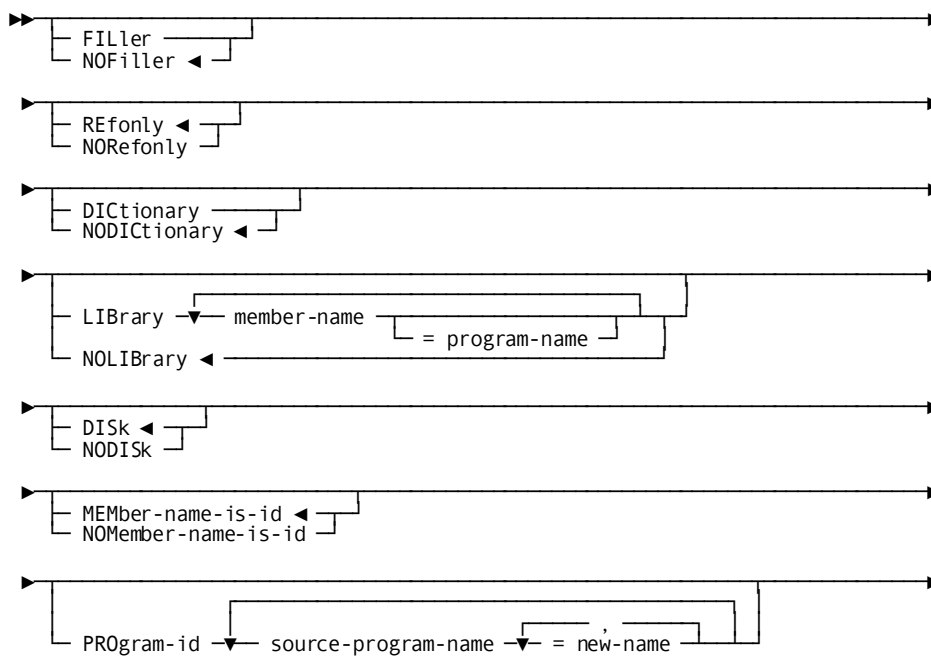 FILler
NOFiller ◄
REfonly ◄
NORefonly
DICtionary
NODICtionary ◄
LIBrary member-name
= program-name
NOLIBrary ◄
DISk ◄
NODISk
MEMber-name-is-id ◄
NOMember-name-is-id
,
PROgram-id source-program-name = new-name